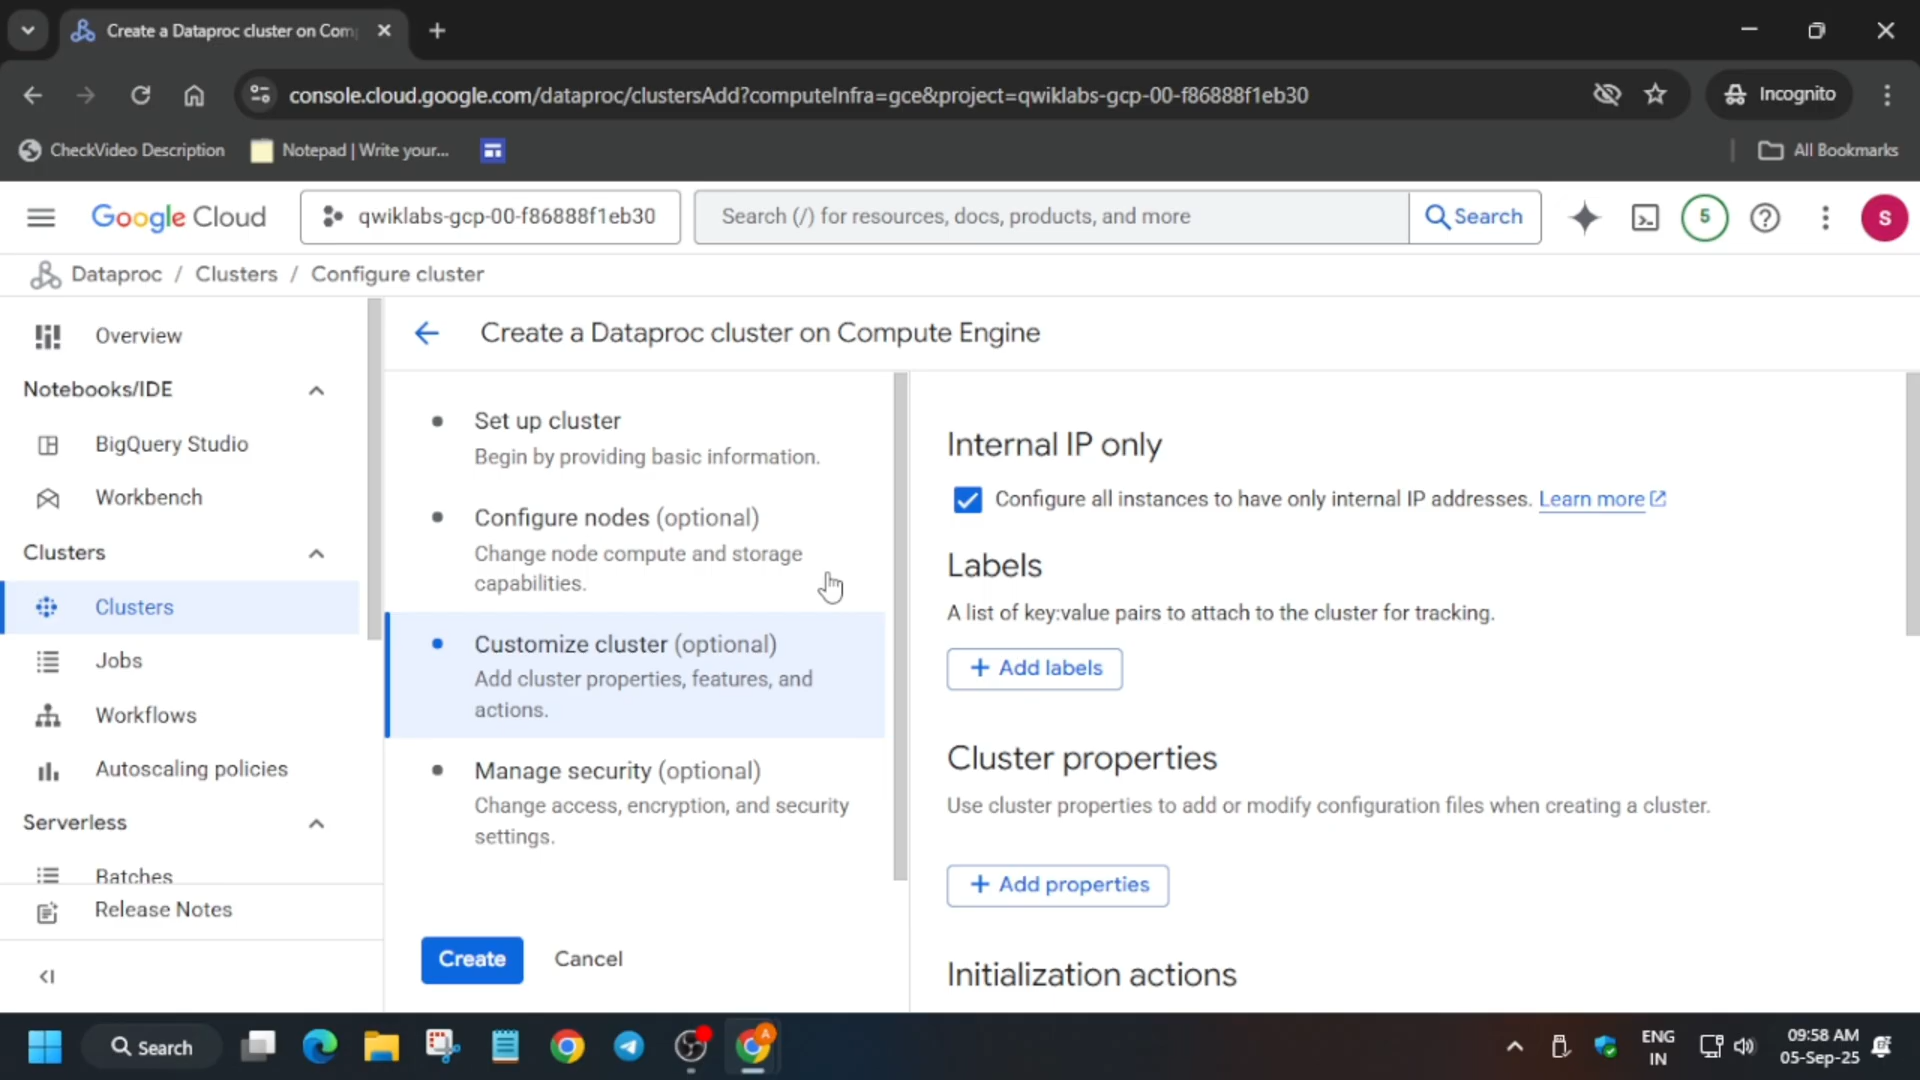 Create a Dataproc cluster on Com
console.cloud.google.com/dataproc/clustersAdd?computeInfra=gce&project=qwiklabs-gcp-00-f86888f1eb30
Incognito
CheckVideo Description
Notepad | Write your...
All Bookmarks
Google Cloud
qwiklabs-gcp-00-f86888f1eb30
Search (/) for resources, docs, products, and more
Search
5
S
Dataproc / Clusters / Configure cluster
Overview
Notebooks/IDE
BigQuery Studio
Workbench
Clusters
Clusters
Jobs
Workflows
Autoscaling policies
Serverless
Batches
Release Notes
Create a Dataproc cluster on Compute Engine
Set up cluster
Begin by providing basic information.
Configure nodes (optional)
Change node compute and storage
capabilities.
Customize cluster (optional)
Add cluster properties, features, and
actions.
Manage security (optional)
Change access, encryption, and security
settings.
Create
Cancel
Internal IP only
Configure all instances to have only internal IP addresses. Learn more
Labels
A list of key:value pairs to attach to the cluster for tracking.
+ Add labels
Cluster properties
Use cluster properties to add or modify configuration files when creating a cluster.
+ Add properties
Initialization actions
Search
A
ENG
IN
09:58 AM
05-Sep-25